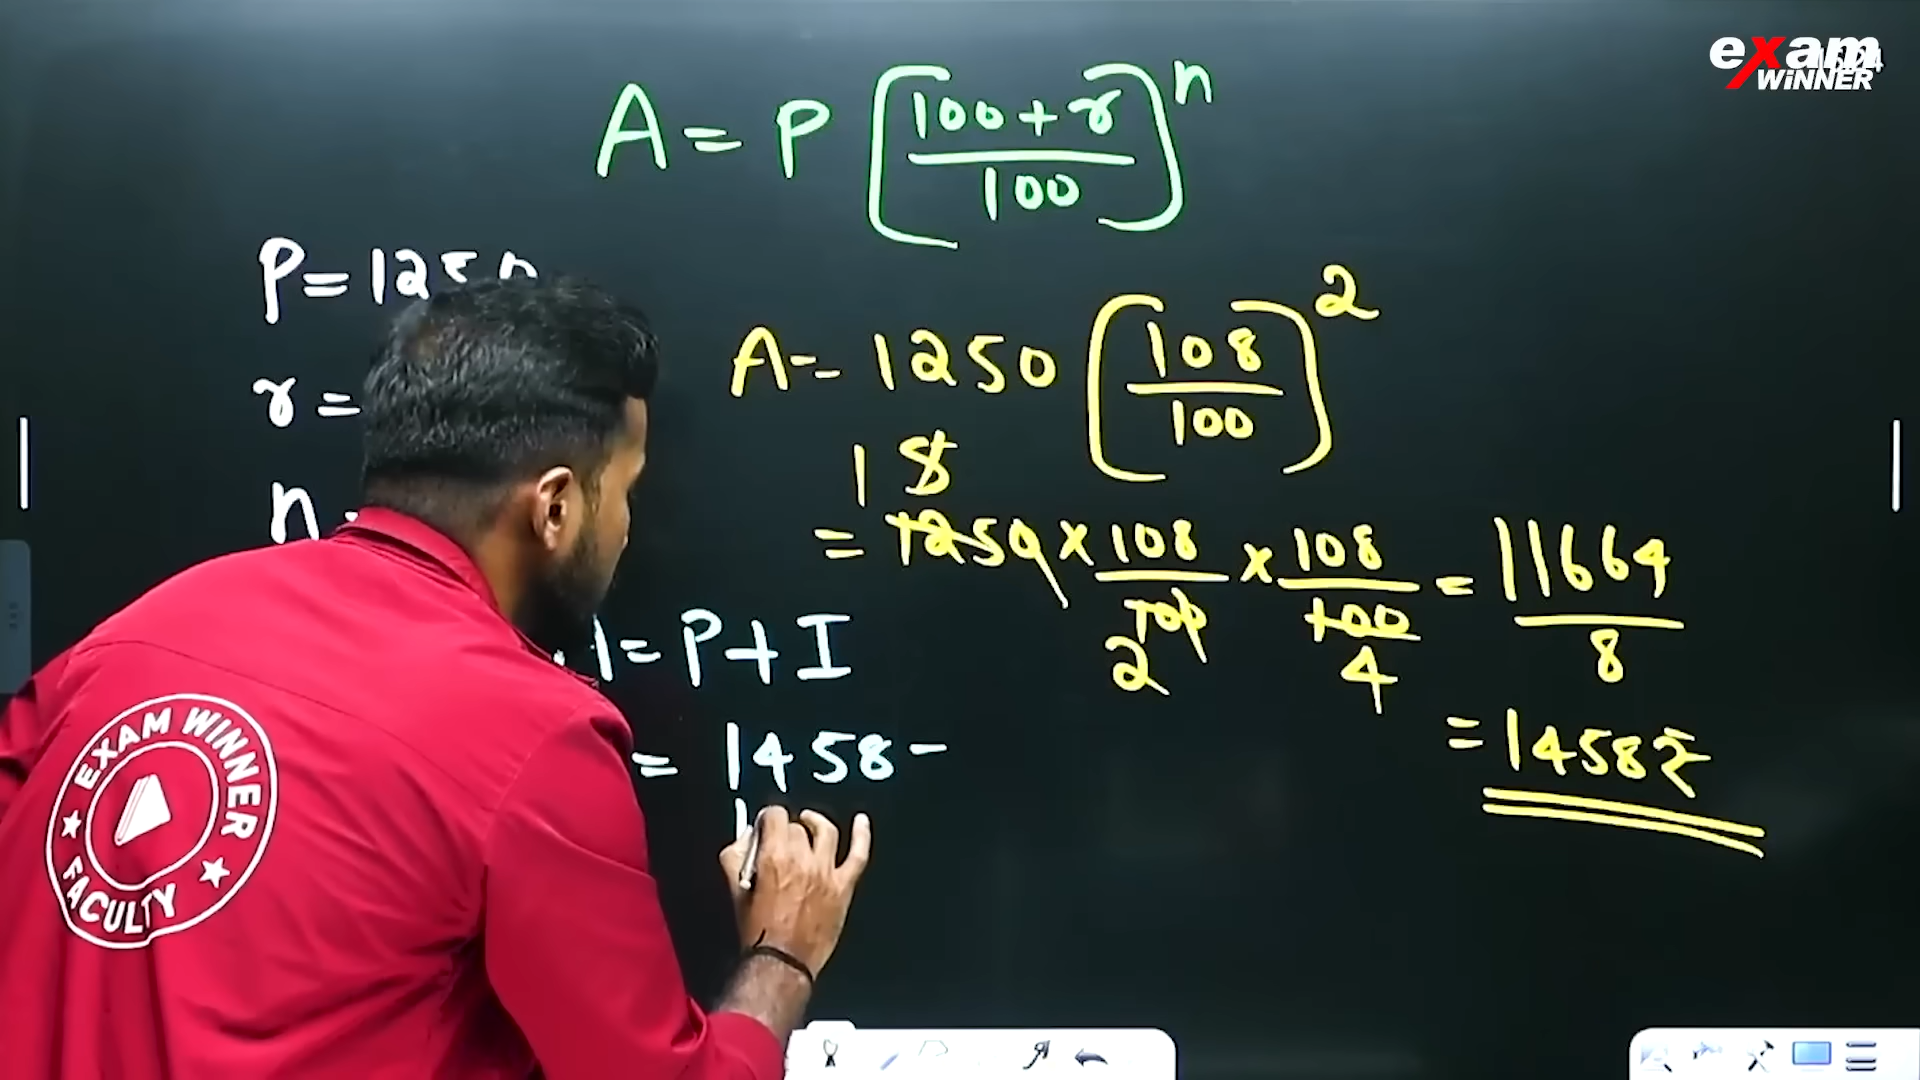 exam
WiNNER
A = P [100 + r / 100]^n
P = 1250
r =
A = 1250 [108 / 100]^2
1 8
= 1250 × 108/100 × 108/100 = 11664/8
2 4
n
= P + I
= 1458 -
= 1458₹
EXAM WINNER
FACULTY